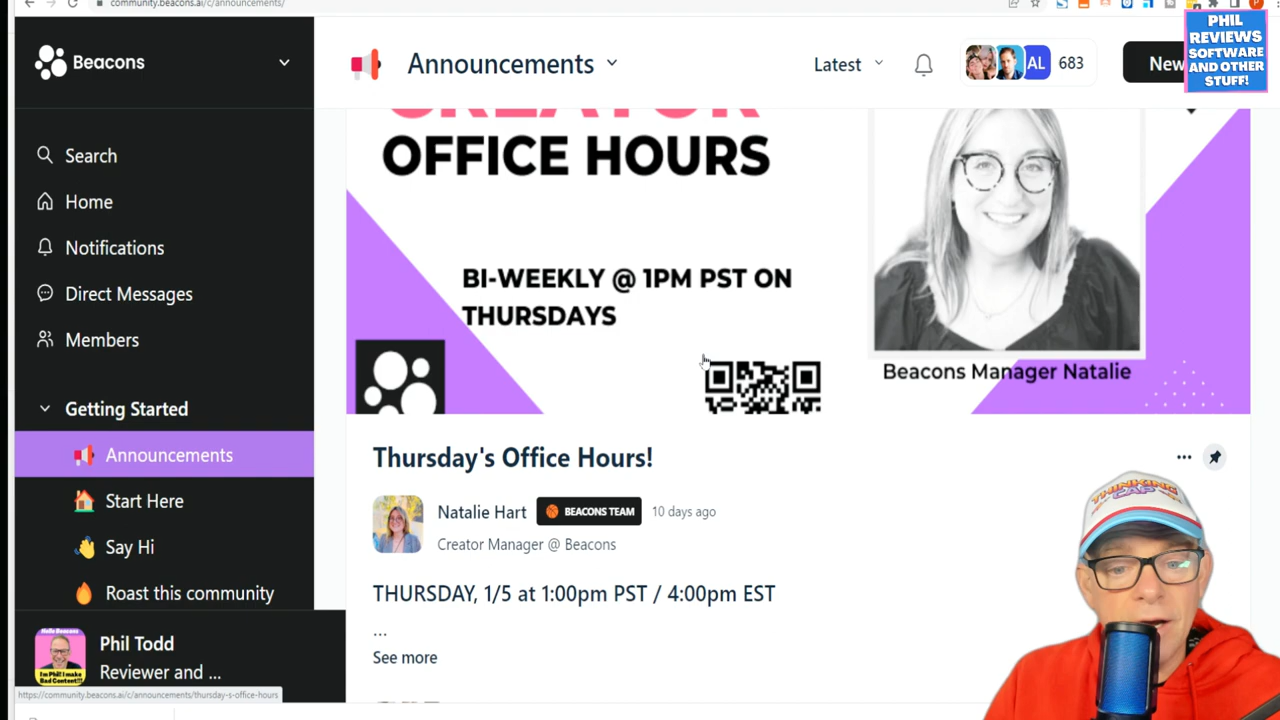 community.beacons.ai/c/announcements/
PHIL
REVIEWS
SOFTWARE
AND OTHER
STUFF!
Beacons
Announcements
Latest
AL
683
New
Search
Home
Notifications
Direct Messages
Members
Getting Started
Announcements
Start Here
Say Hi
Roast this community
Phil Todd
Reviewer and ...
https://community.beacons.ai/c/announcements/thursday-s-office-hours
CREATOR
OFFICE HOURS
BI-WEEKLY @ 1PM PST ON
THURSDAYS
Beacons Manager Natalie
Thursday's Office Hours!
Natalie Hart
BEACONS TEAM
10 days ago
Creator Manager @ Beacons
THURSDAY, 1/5 at 1:00pm PST / 4:00pm EST
...
See more
THINKING
CAP